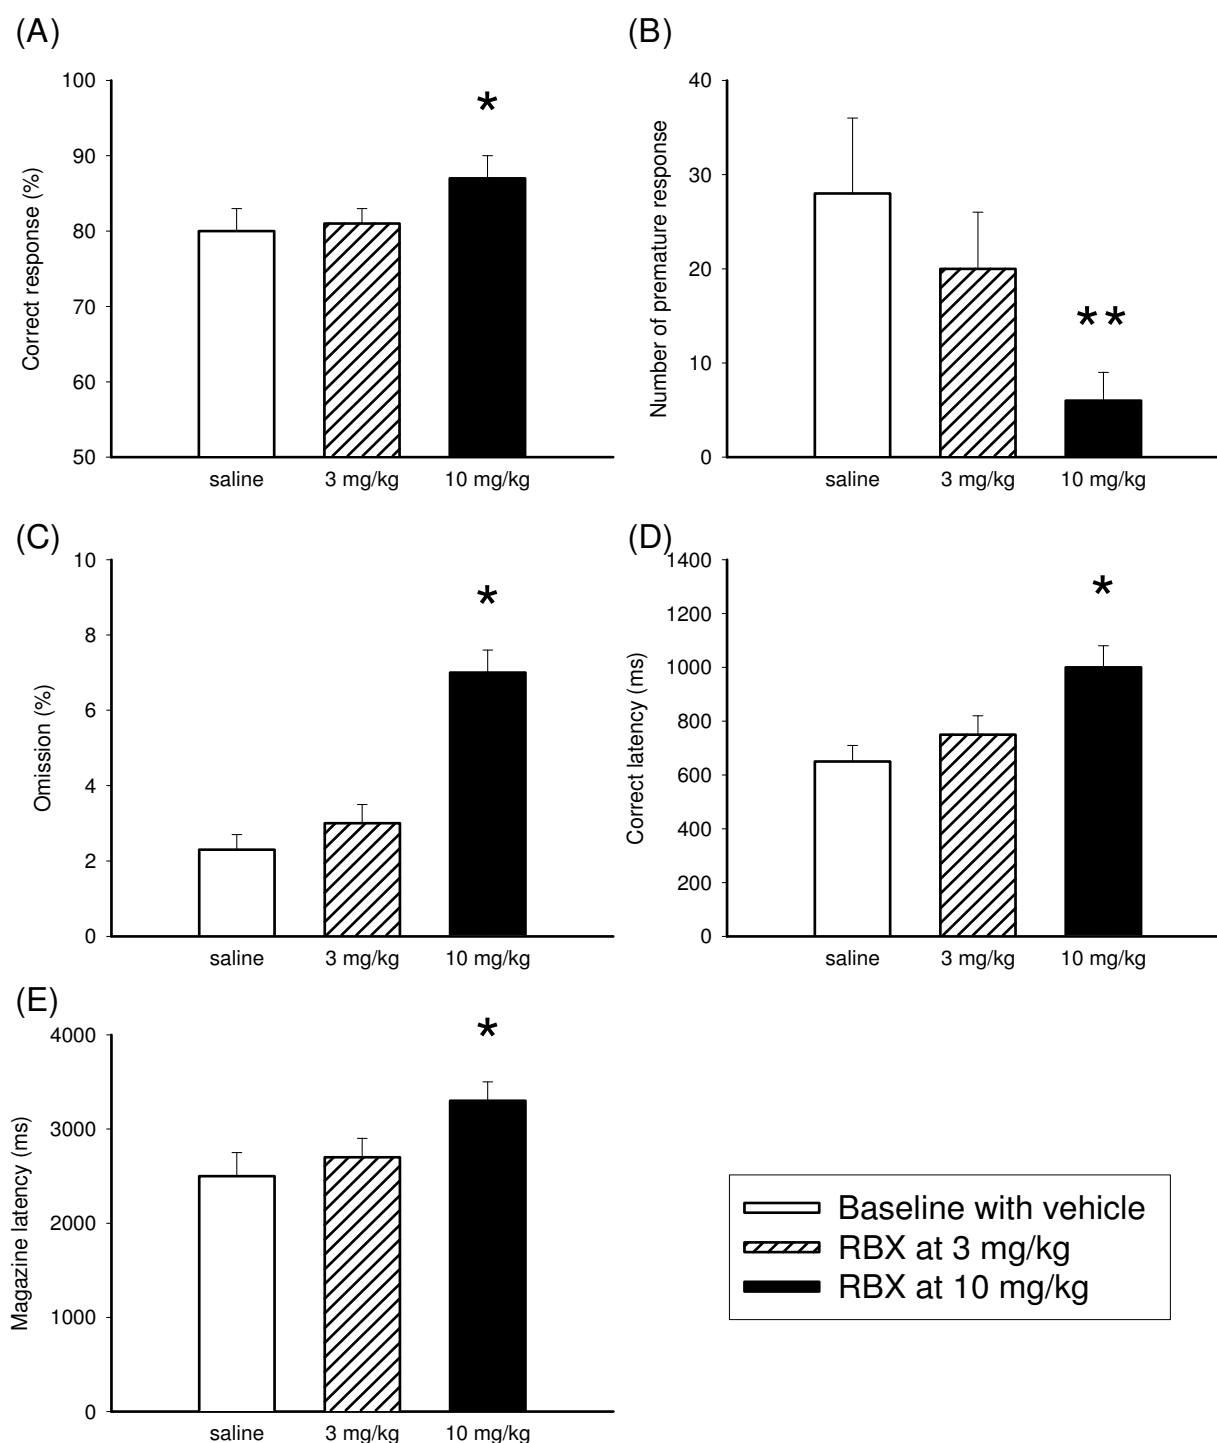 (A)
Correct response (%)
100
90
80
70
60
50
*
saline
3 mg/kg
10 mg/kg
(B)
Number of premature response
40
30
20
10
0
**
saline
3 mg/kg
10 mg/kg
(C)
Omission (%)
10
8
6
4
2
0
*
saline
3 mg/kg
10 mg/kg
(D)
Correct latency (ms)
1400
1200
1000
800
600
400
200
0
*
saline
3 mg/kg
10 mg/kg
(E)
Magazine latency (ms)
4000
3000
2000
1000
0
*
saline
3 mg/kg
10 mg/kg
Baseline with vehicle
RBX at 3 mg/kg
RBX at 10 mg/kg